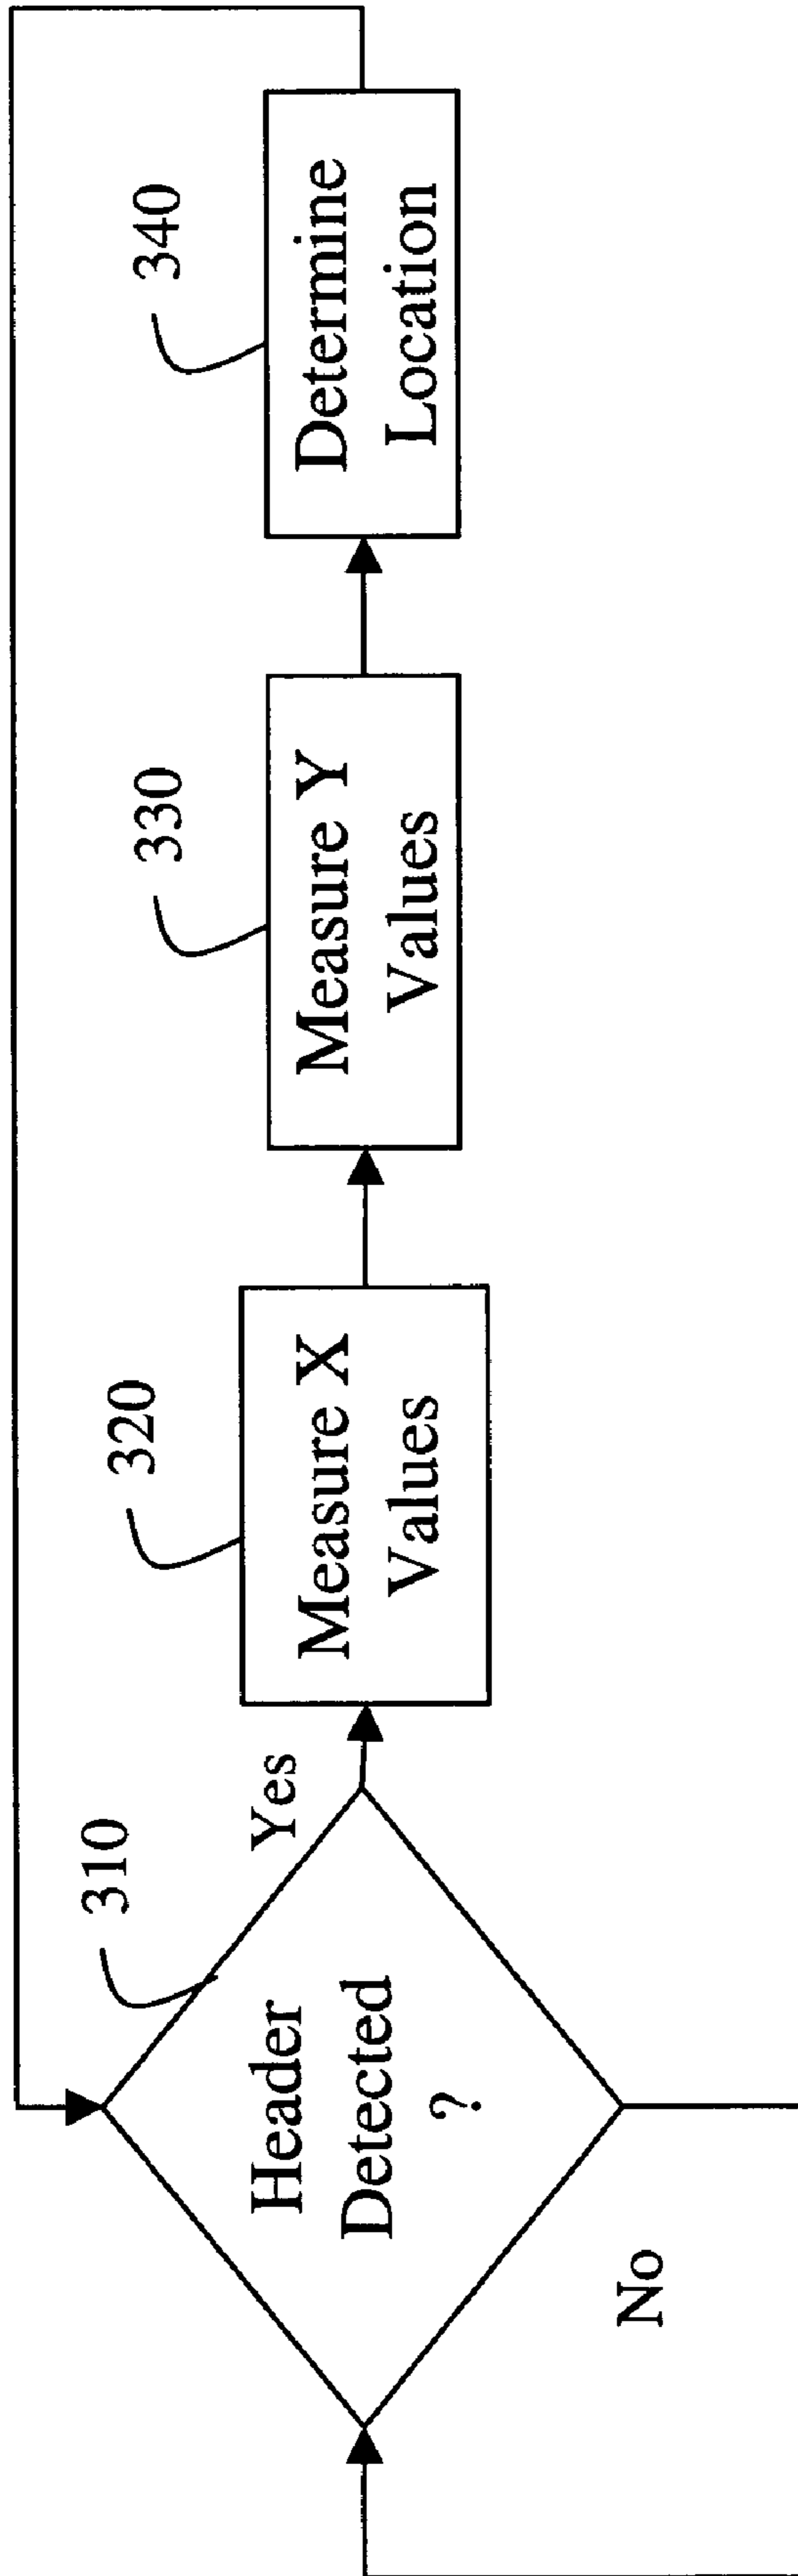 310
Header
Detected
?
Yes
No
320
Measure X
Values
330
Measure Y
Values
340
Determine
Location